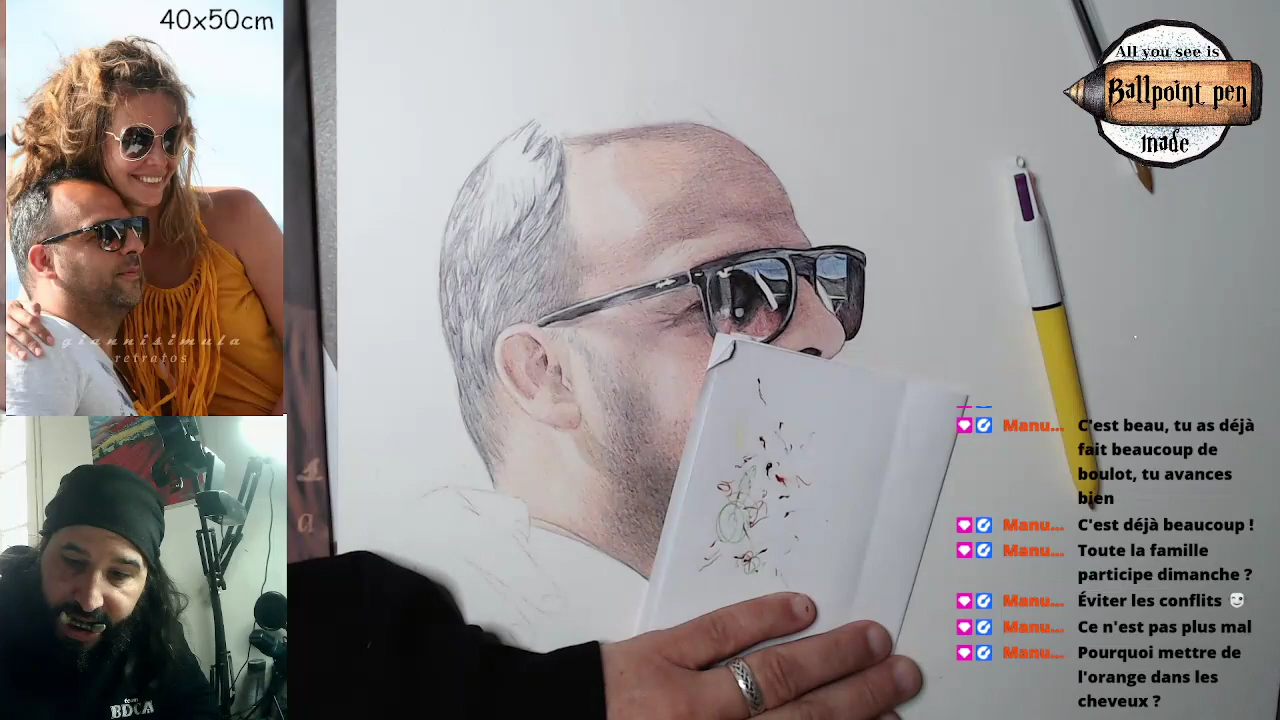 40x50cm
giannisimula
retratos
All you see is
Ballpoint pen
made
Manu... C'est beau, tu as déjà
fait beaucoup de
boulot, tu avances
bien
Manu... C'est déjà beaucoup !
Manu... Toute la famille
participe dimanche ?
Manu... Éviter les conflits
Manu... Ce n'est pas plus mal
Manu... Pourquoi mettre de
l'orange dans les
cheveux ?
team
BDCA